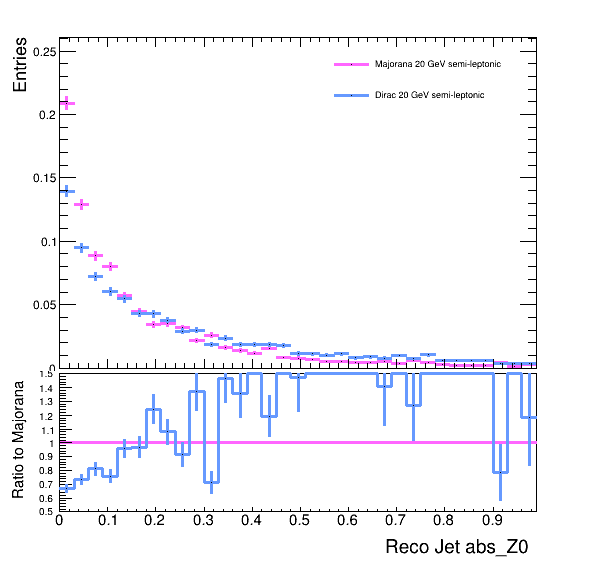 Entries
0.25
0.2
0.15
0.1
0.05
0
Majorana 20 GeV semi-leptonic
Dirac 20 GeV semi-leptonic
Ratio to Majorana
1.5
1.4
1.3
1.2
1.1
1
0.9
0.8
0.7
0.6
0.5
0 0.1 0.2 0.3 0.4 0.5 0.6 0.7 0.8 0.9
Reco Jet abs_Z0